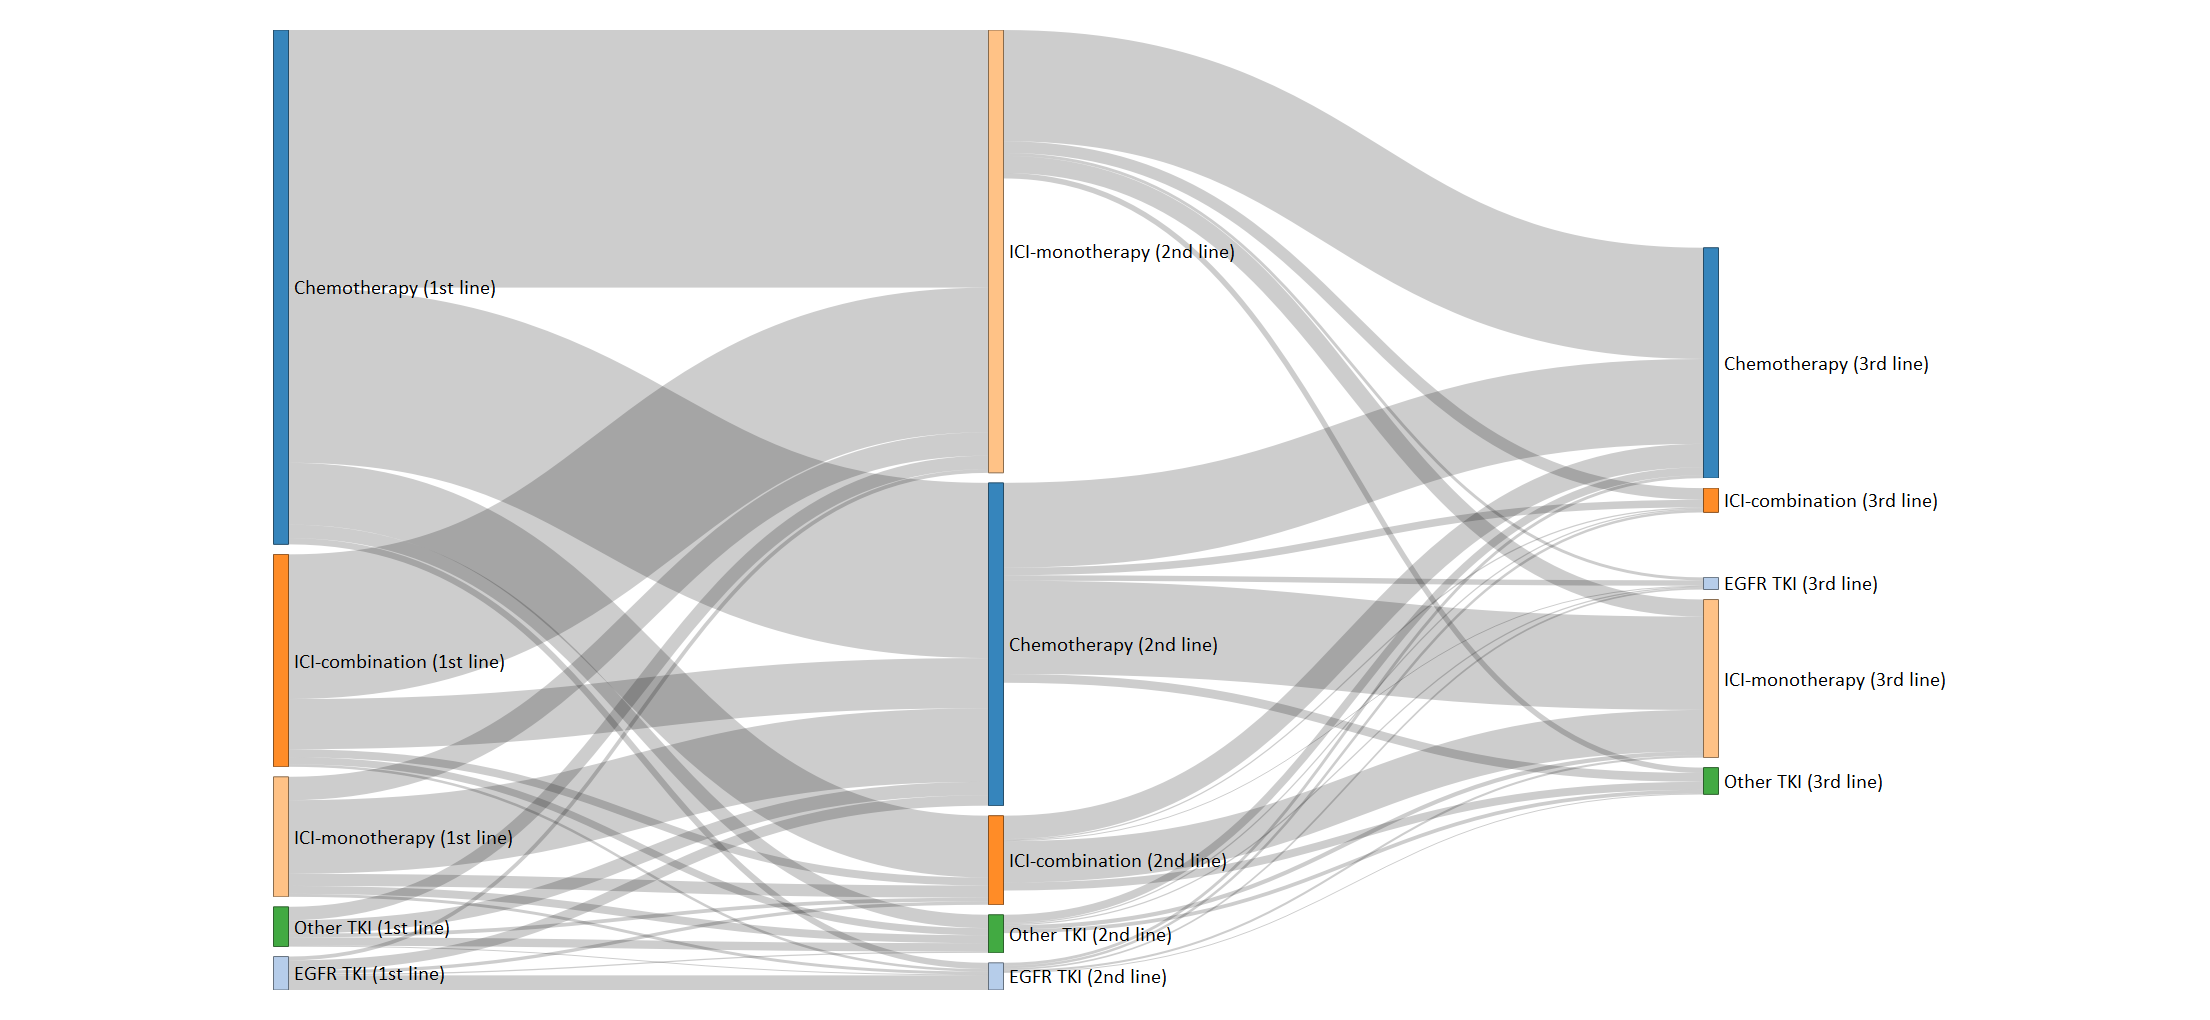 Chemotherapy (1st line)
ICI-combination (1st line)
ICI-monotherapy (1st line)
Other TKI (1st line)
EGFR TKI (1st line)
ICI-monotherapy (2nd line)
Chemotherapy (2nd line)
ICI-combination (2nd line)
Other TKI (2nd line)
EGFR TKI (2nd line)
Chemotherapy (3rd line)
ICI-combination (3rd line)
EGFR TKI (3rd line)
ICI-monotherapy (3rd line)
Other TKI (3rd line)